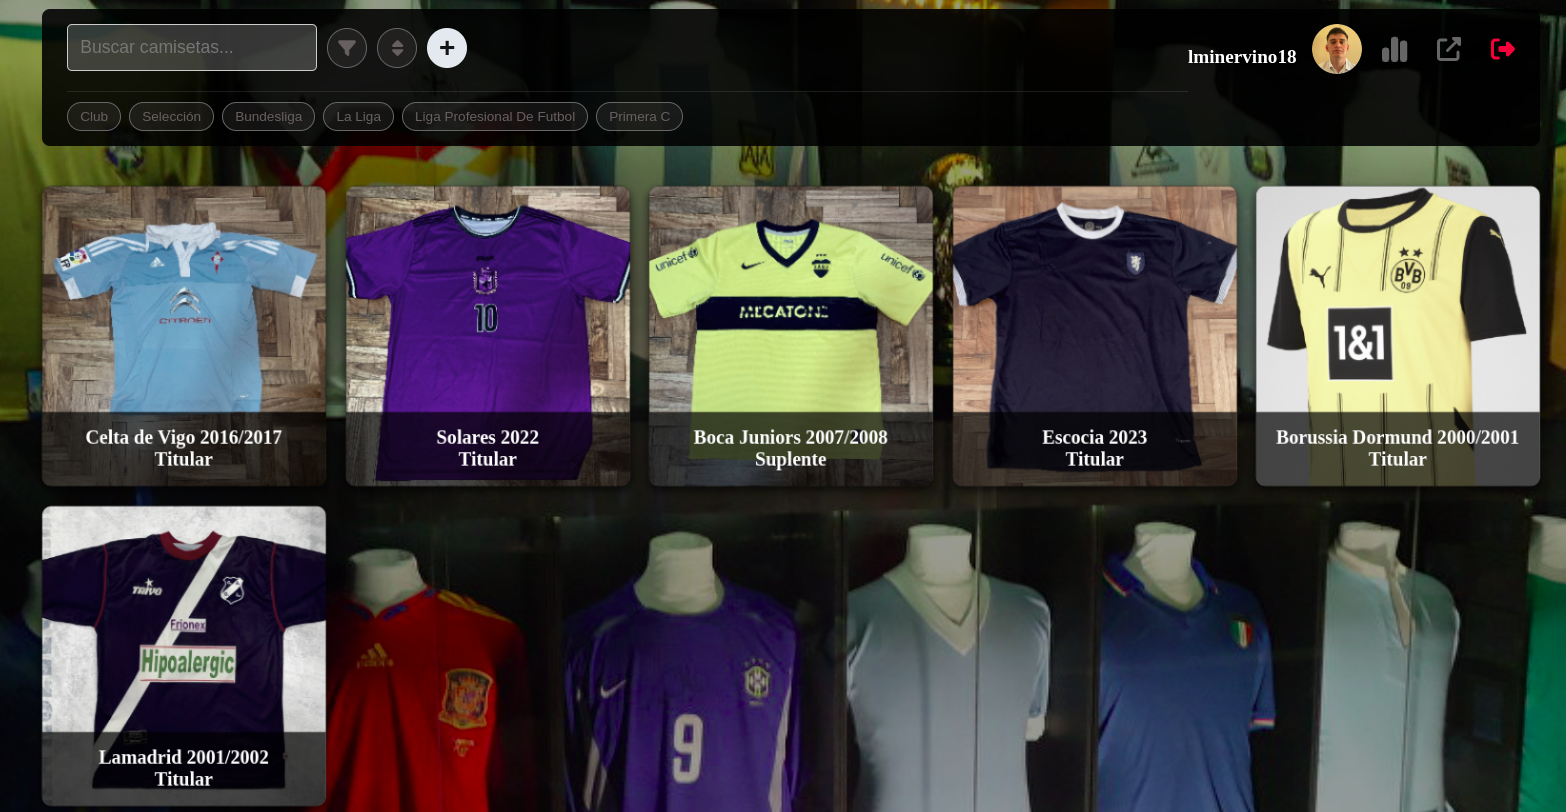 Buscar camisetas...
lminervino18
Club
Selección
Bundesliga
La Liga
Liga Profesional De Futbol
Primera C
CITROËN
10
unicef
unicef
MEGATONE
BVB
09
1&1
Celta de Vigo 2016/2017
Titular
Solares 2022
Titular
Boca Juniors 2007/2008
Suplente
Escocia 2023
Titular
Borussia Dormund 2000/2001
Titular
TAIYO
Frionex
Hipoalergic
9
Lamadrid 2001/2002
Titular